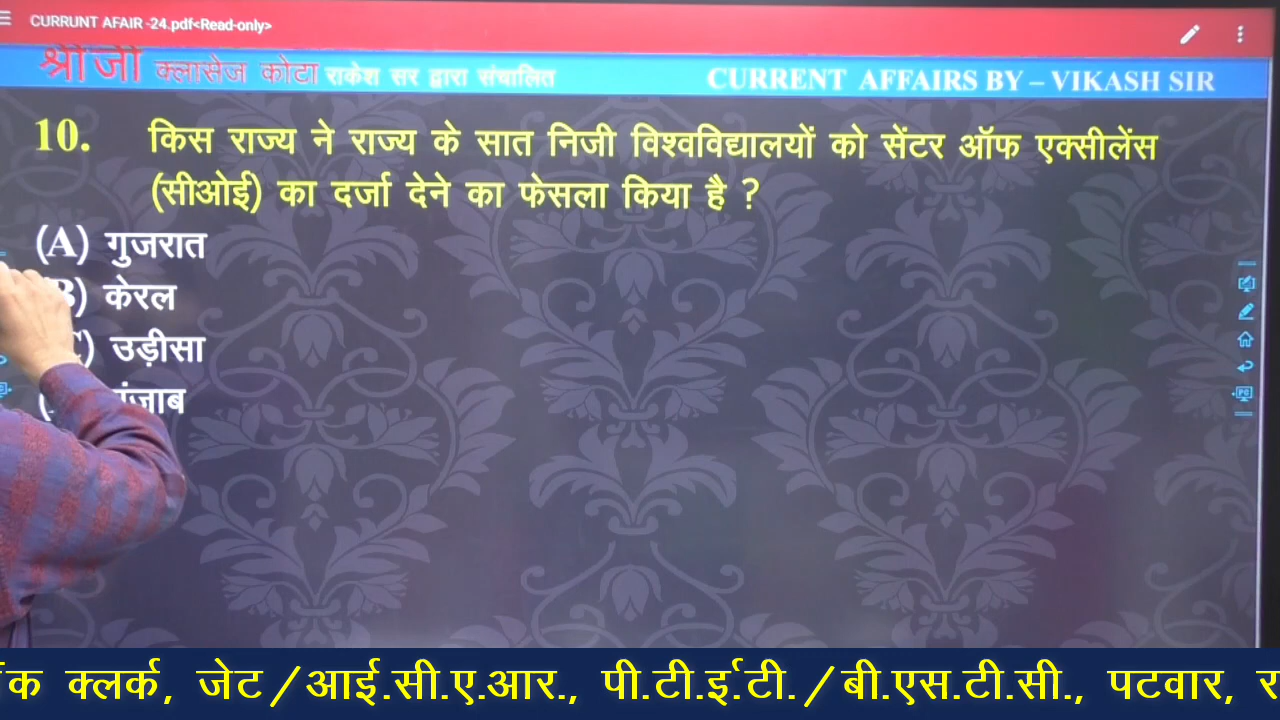 CURRUNT AFAIR -24.pdf<Read-only>
श्रीजी क्लासेज कोटा राकेश सर द्वारा संचालित CURRENT AFFAIRS BY – VIKASH SIR
10. किस राज्य ने राज्य के सात निजी विश्वविद्यालयों को सेंटर ऑफ एक्सीलेंस
(सीओई) का दर्जा देने का फेसला किया है ?
(A) गुजरात
B) केरल
) उड़ीसा
(
क क्लर्क, जेट/आई.सी.ए.आर., पी.टी.ई.टी./बी.एस.टी.सी., पटवार,